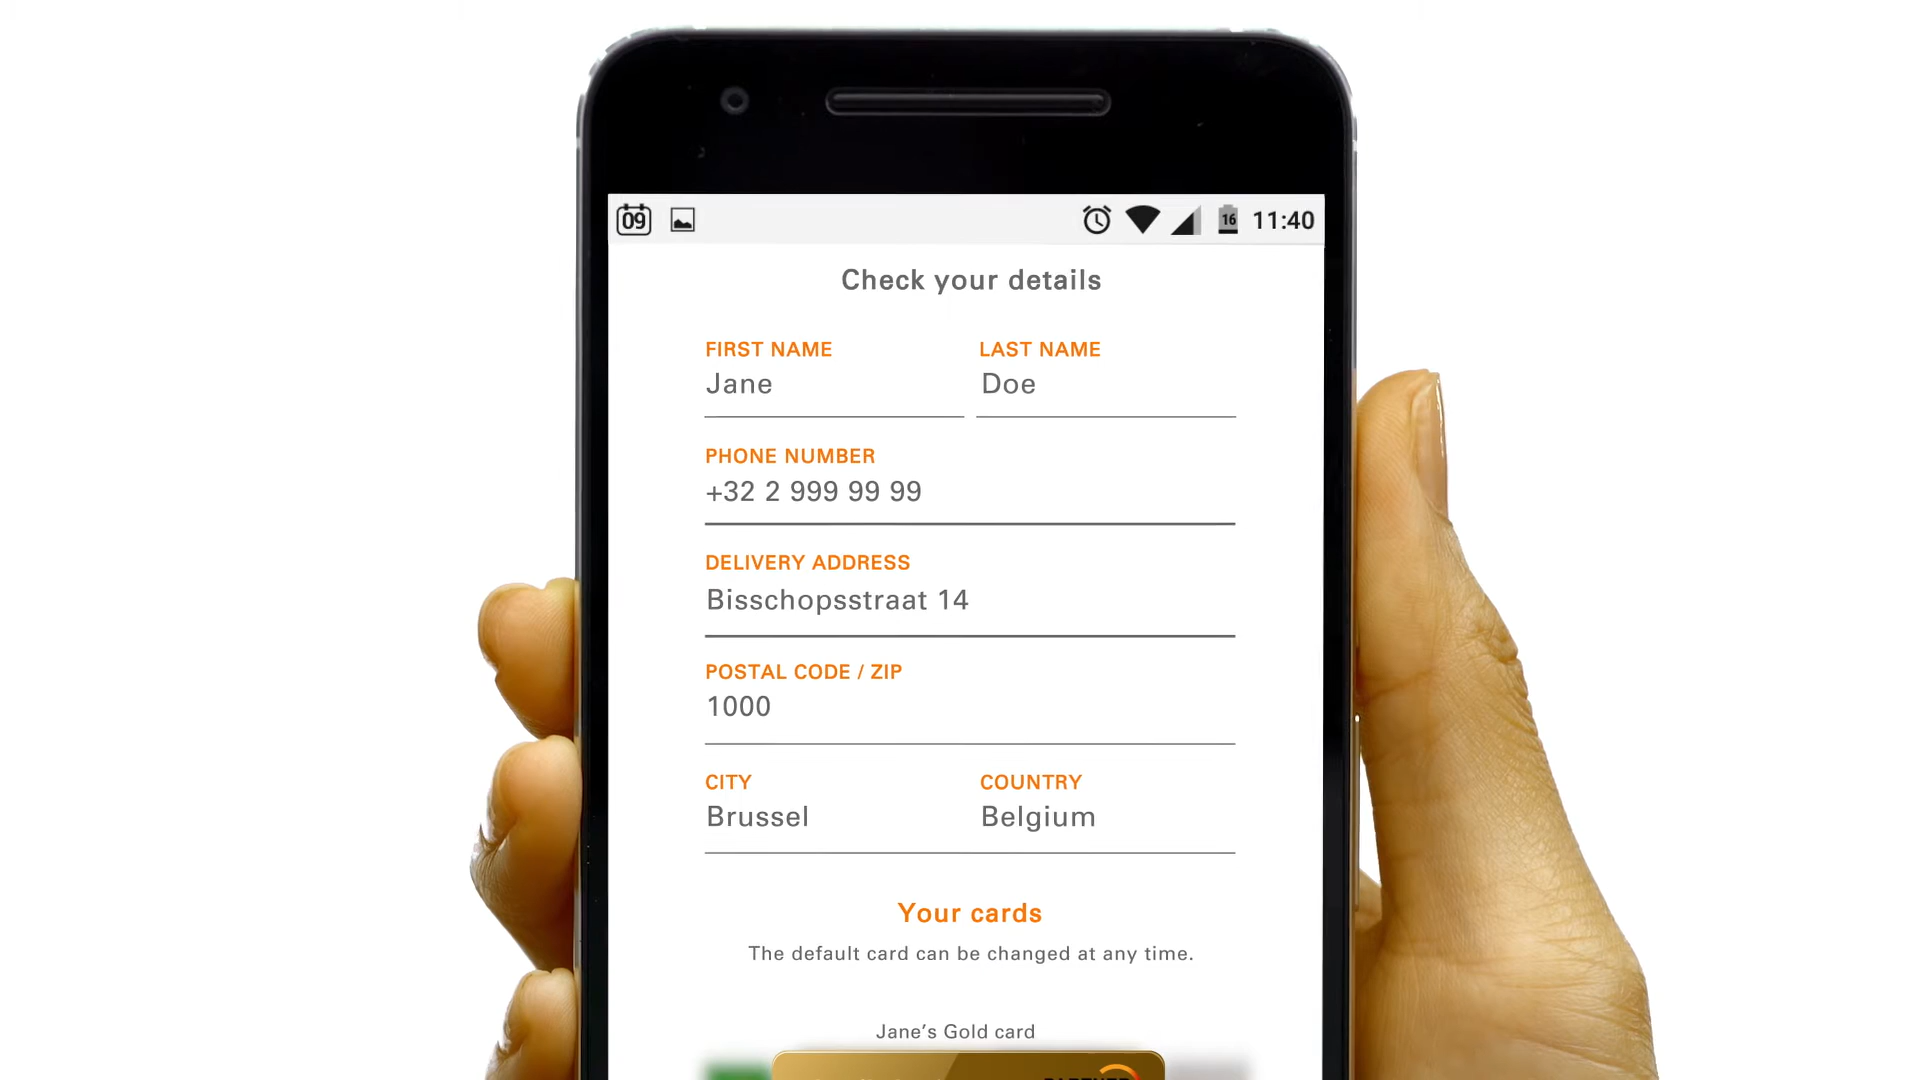 09
16
11:40
Check your details
FIRST NAME
LAST NAME
Jane
Doe
PHONE NUMBER
+32 2 999 99 99
DELIVERY ADDRESS
Bisschopsstraat 14
POSTAL CODE / ZIP
1000
CITY
COUNTRY
Brussel
Belgium
Your cards
The default card can be changed at any time.
Jane’s Gold card